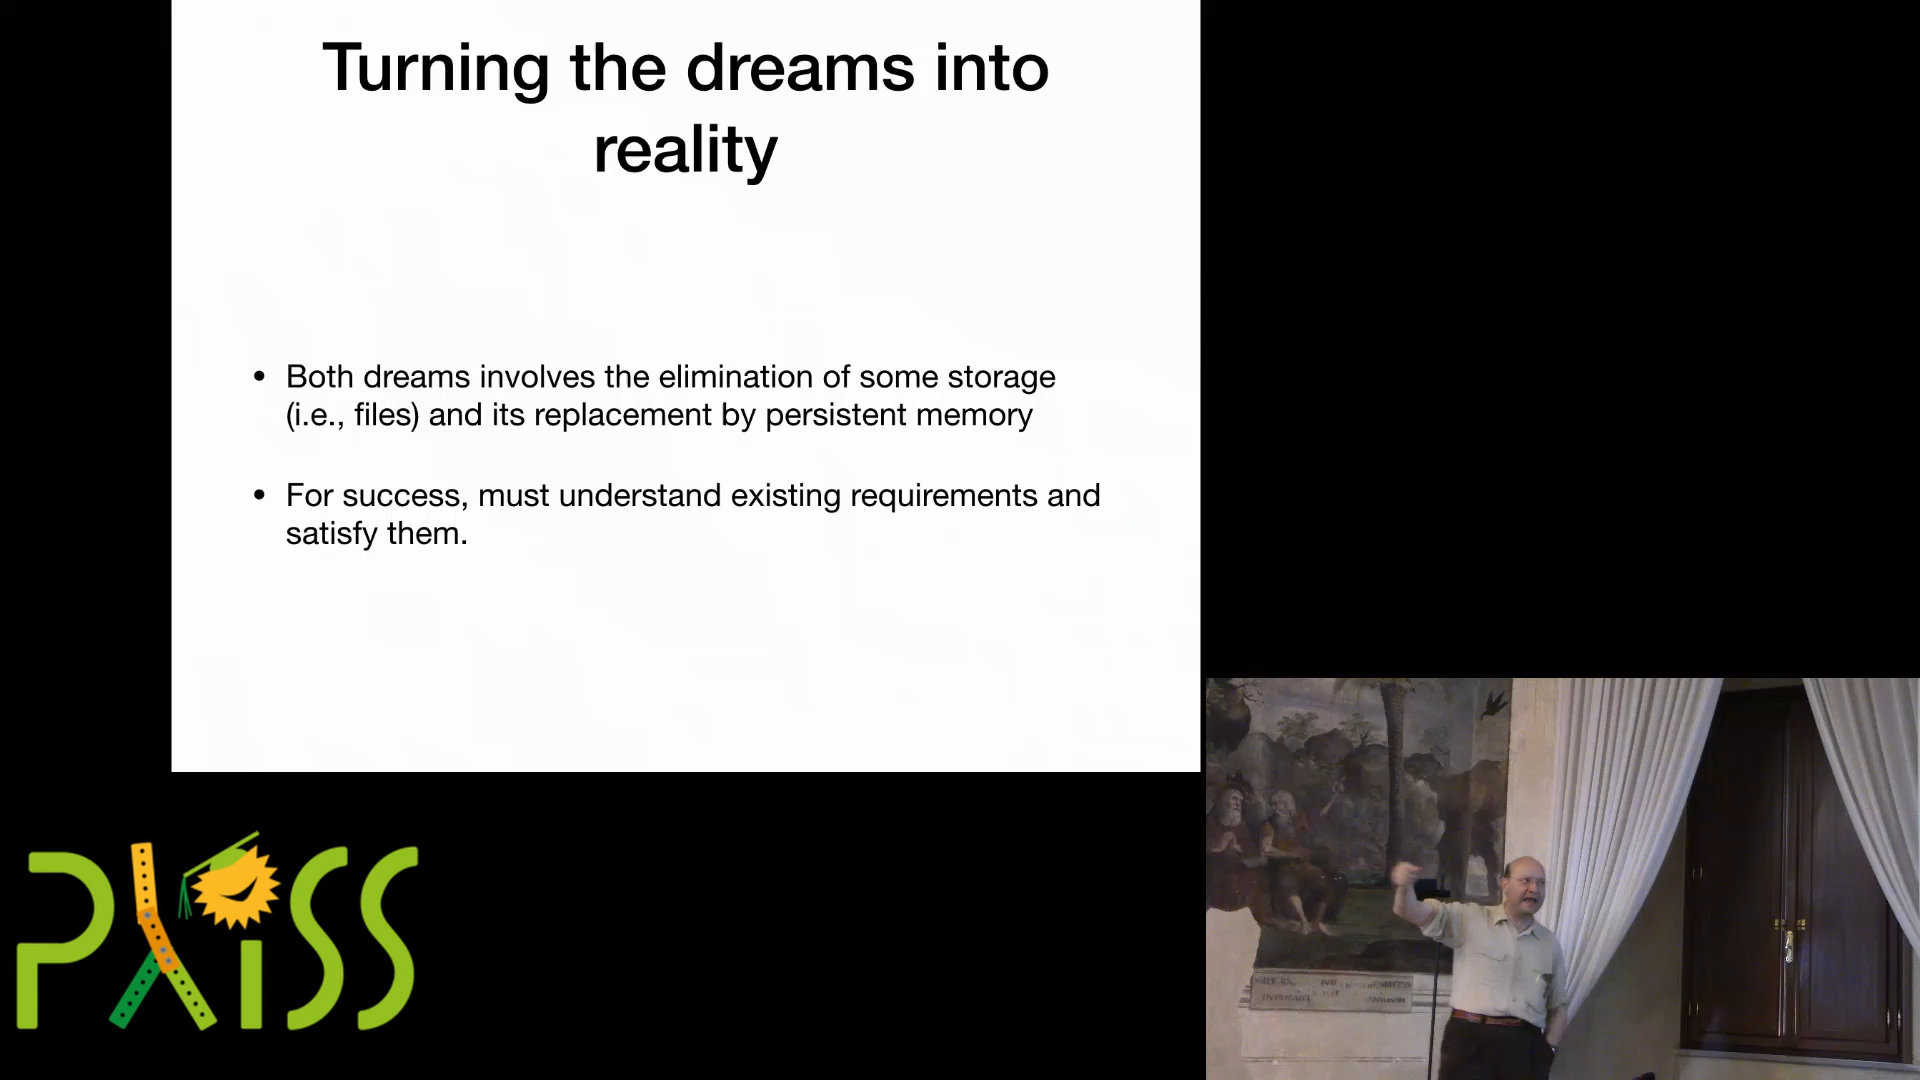 Turning the dreams into
reality
• Both dreams involves the elimination of some storage
(i.e., files) and its replacement by persistent memory
• For success, must understand existing requirements and
satisfy them.
PLISS